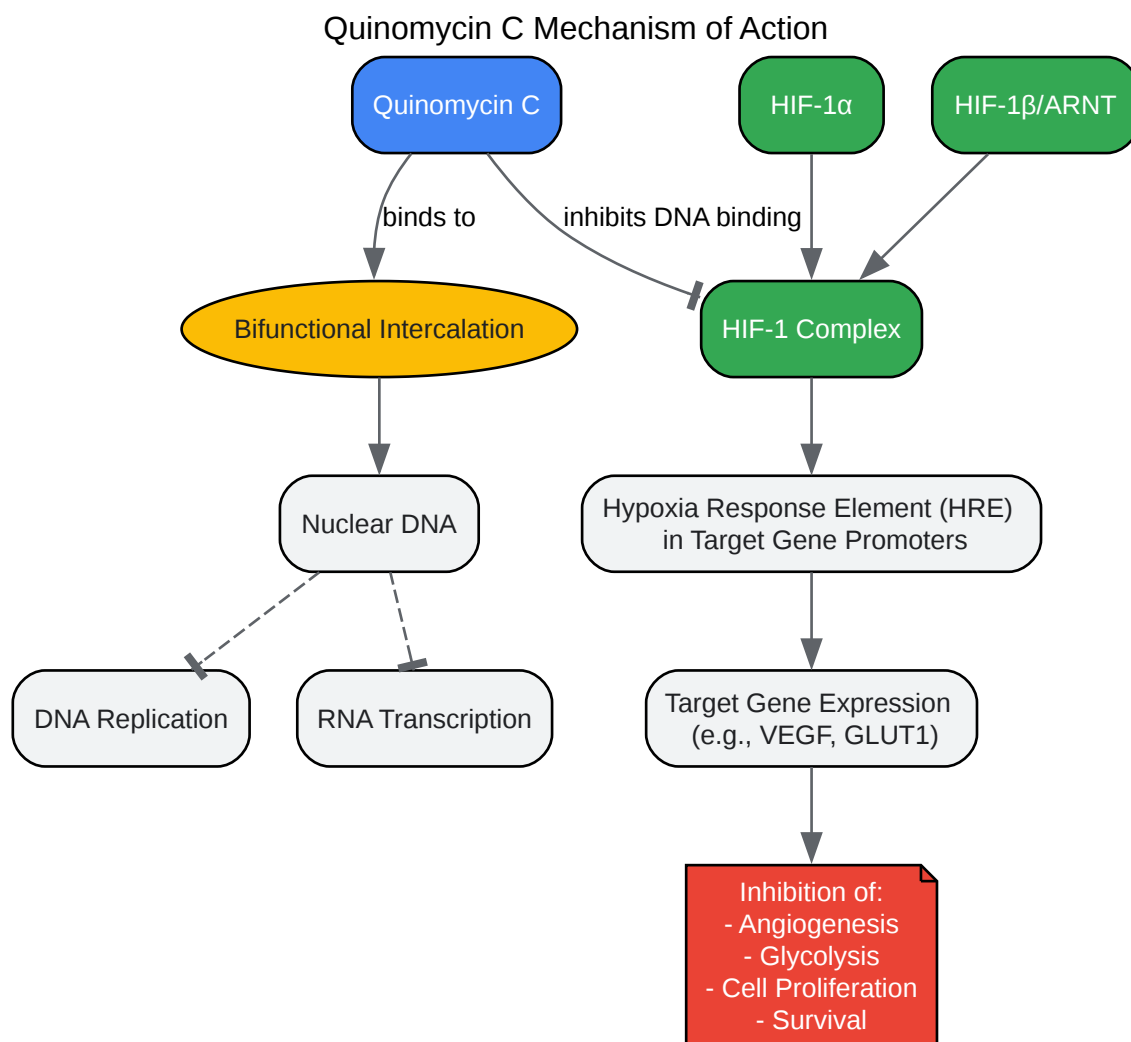 Quinomycin C Mechanism of Action
Quinomycin C
HIF-1α
HIF-1β/ARNT
binds to
inhibits DNA binding
Bifunctional Intercalation
HIF-1 Complex
Nuclear DNA
Hypoxia Response Element (HRE)
in Target Gene Promoters
DNA Replication
RNA Transcription
Target Gene Expression
(e.g., VEGF, GLUT1)
Inhibition of:
- Angiogenesis
- Glycolysis
- Cell Proliferation
- Survival